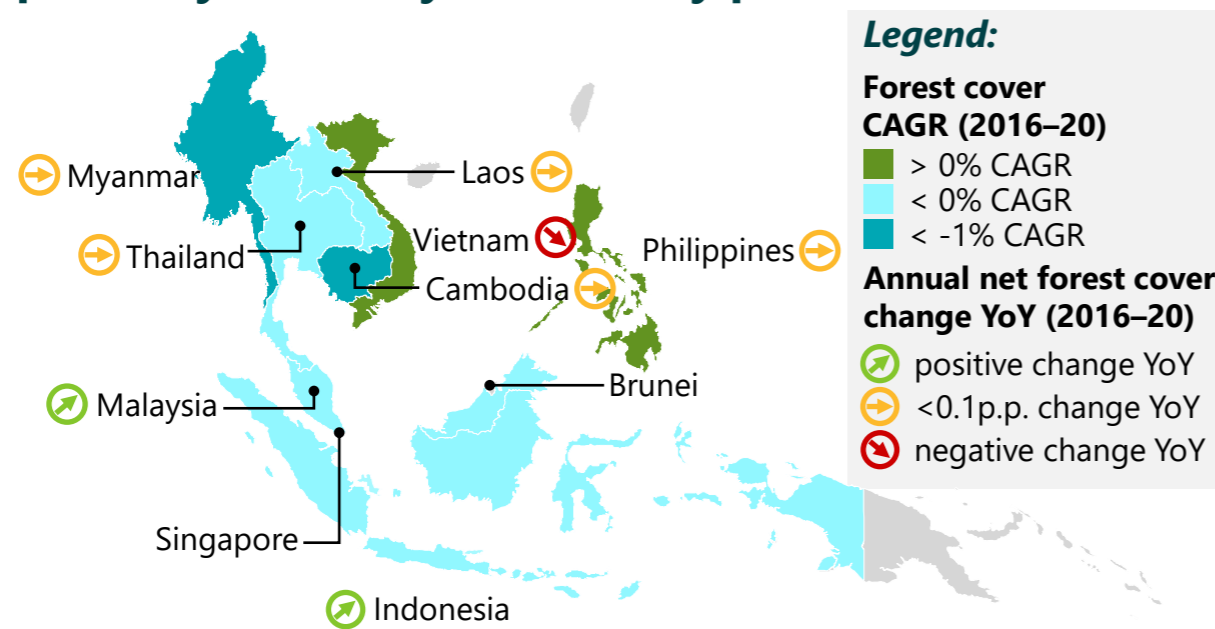 Legend:
Forest cover
CAGR (2016–20)
> 0% CAGR
< 0% CAGR
< -1% CAGR
Annual net forest cover
change YoY (2016–20)
positive change YoY
<0.1p.p. change YoY
negative change YoY
Myanmar
Laos
Thailand
Vietnam
Philippines
Cambodia
Malaysia
Brunei
Singapore
Indonesia